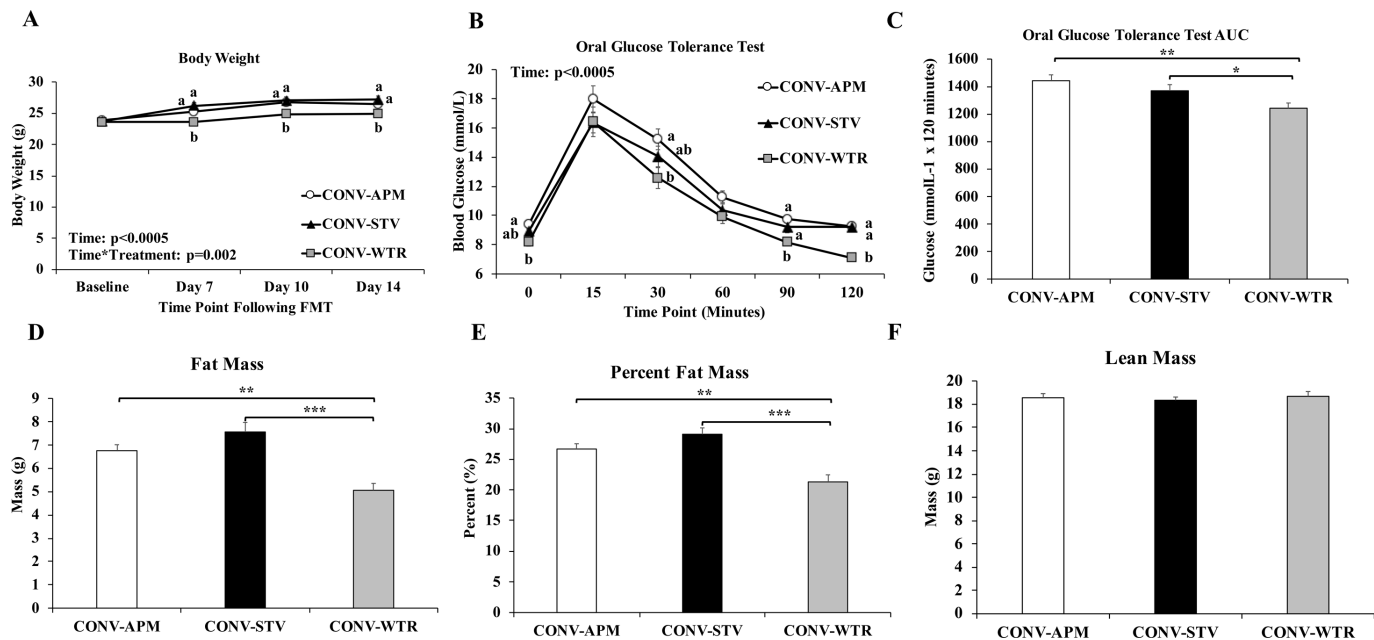 A
Body Weight
30
25
20
15
10
5
0
Body Weight (g)
a
a
a
a
a
b
b
b
CONV-APM
CONV-STV
CONV-WTR
Time: p<0.0005
Time*Treatment: p=0.002
Baseline
Day 7
Day 10
Day 14
Time Point Following FMT
B
Oral Glucose Tolerance Test
Time: p<0.0005
20
18
16
14
12
10
8
6
Blood Glucose (mmol/L)
CONV-APM
CONV-STV
CONV-WTR
a
ab
b
a
ab
b
a
a
b
a
a
b
0
15
30
60
90
120
Time Point (Minutes)
C
Oral Glucose Tolerance Test AUC
**
*
1600
1400
1200
1000
800
600
400
200
0
Glucose (mmolL-1 x 120 minutes)
CONV-APM
CONV-STV
CONV-WTR
D
Fat Mass
**
***
9
8
7
6
5
4
3
2
1
0
Mass (g)
CONV-APM
CONV-STV
CONV-WTR
E
Percent Fat Mass
**
***
35
30
25
20
15
10
5
0
Percent (%)
CONV-APM
CONV-STV
CONV-WTR
F
Lean Mass
20
18
16
14
12
10
8
6
4
2
0
Mass (g)
CONV-APM
CONV-STV
CONV-WTR